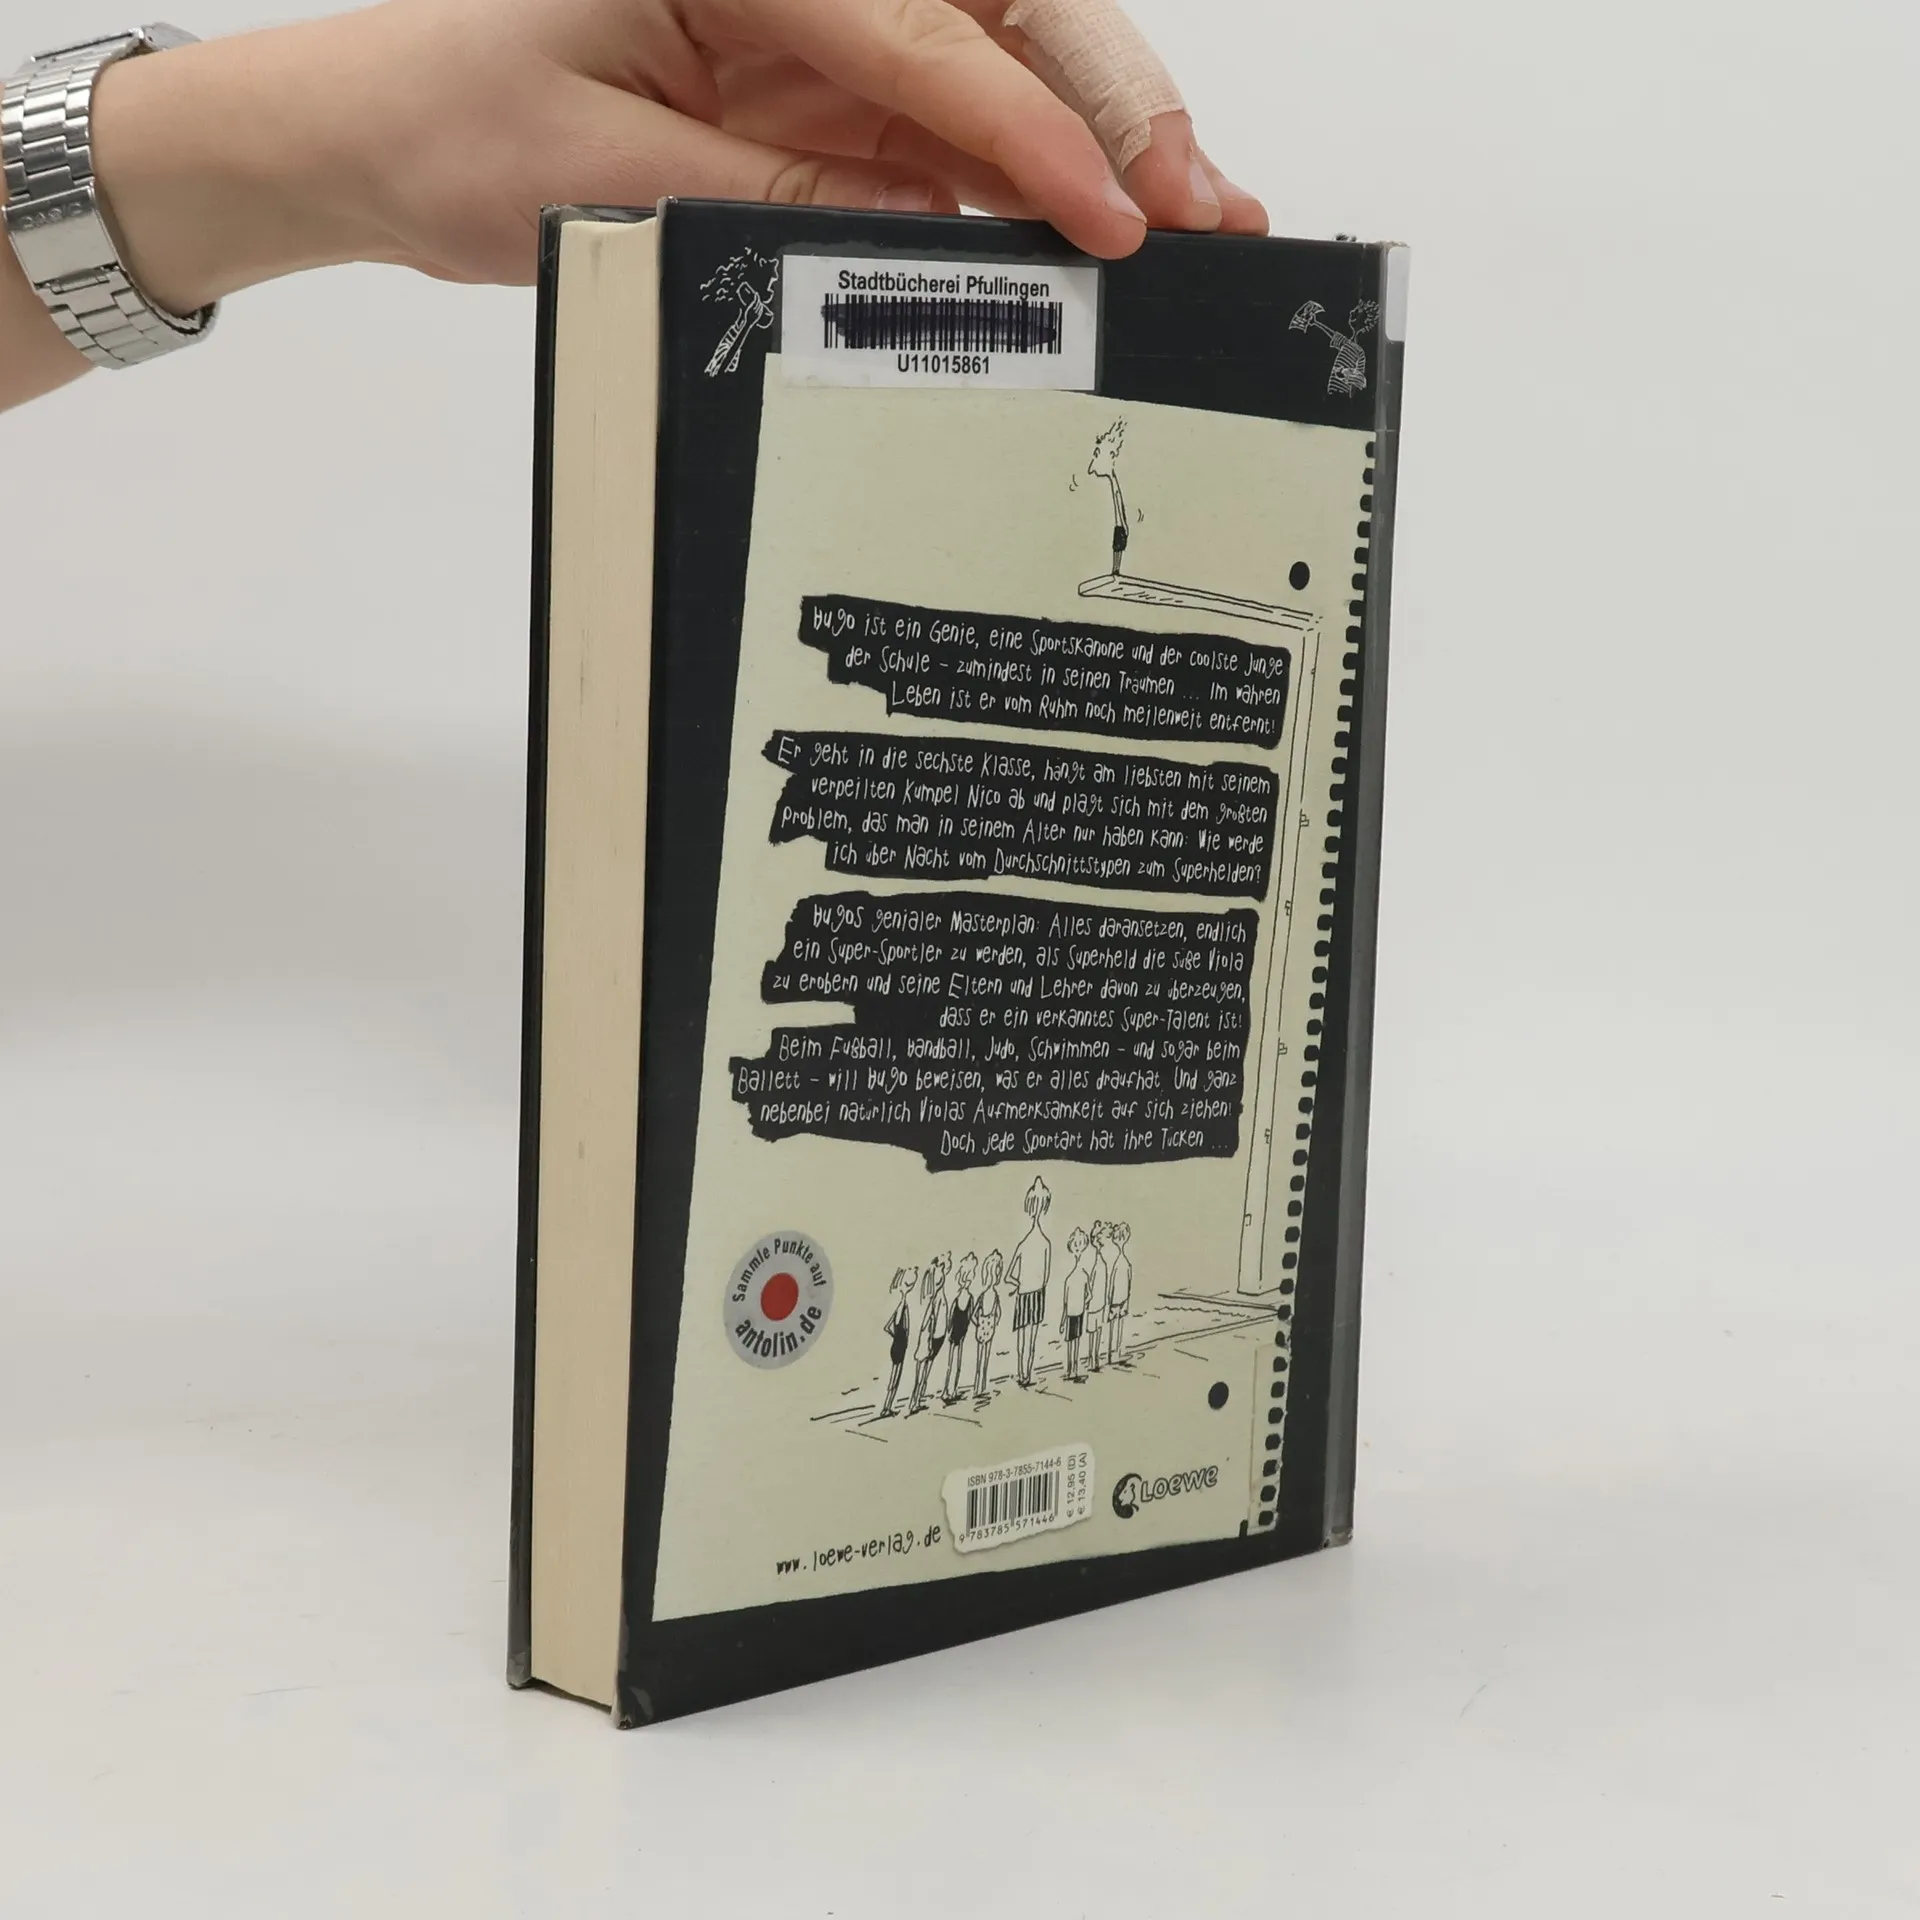 CASIO
Stadtbücherei Pfullingen
U11015861
Hugo ist ein Genie, eine Sportskanone und der coolste Junge
der Schule – zumindest in seinen Träumen ... Im wahren
Leben ist er vom Ruhm noch meilenweit entfernt!
Er geht in die sechste Klasse, hängt am liebsten mit seinem
verpeilten Kumpel Nico ab und plagt sich mit dem größten
Problem, das man in seinem Alter nur haben kann: Wie werde
ich über Nacht vom Durchschnittstypen zum Superhelden?
Hugos genialer Masterplan: Alles daransetzen, endlich
ein Super-Sportler zu werden, als Superheld die süße Viola
zu erobern und seine Eltern und Lehrer davon zu überzeugen,
dass er ein verkanntes Super-Talent ist!
Beim Fußball, Handball, Judo, Schwimmen – und sogar beim
Ballett – will Hugo beweisen, was er alles draufhat. Und ganz
nebenbei natürlich Violas Aufmerksamkeit auf sich ziehen!
Doch jede Sportart hat ihre Tücken ...
Sammle Punkte auf
antolin.de
ISBN 978-3-7855-7144-6
9 783785 571446
€ 12,95 (D)
€ 13,40 (A)
Loewe
www.loewe-verlag.de